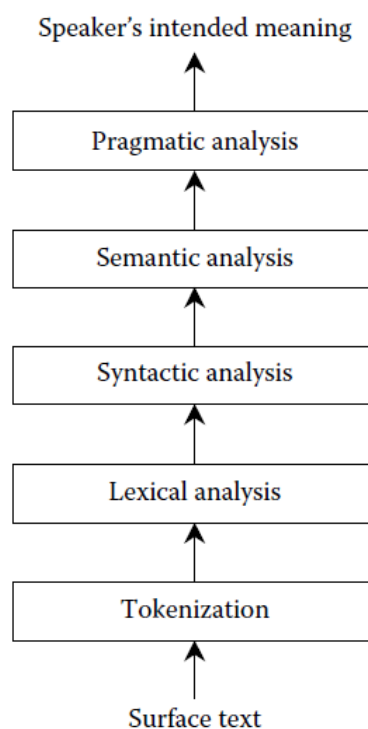 Speaker’s intended meaning
Pragmatic analysis
Semantic analysis
Syntactic analysis
Lexical analysis
Tokenization
Surface text